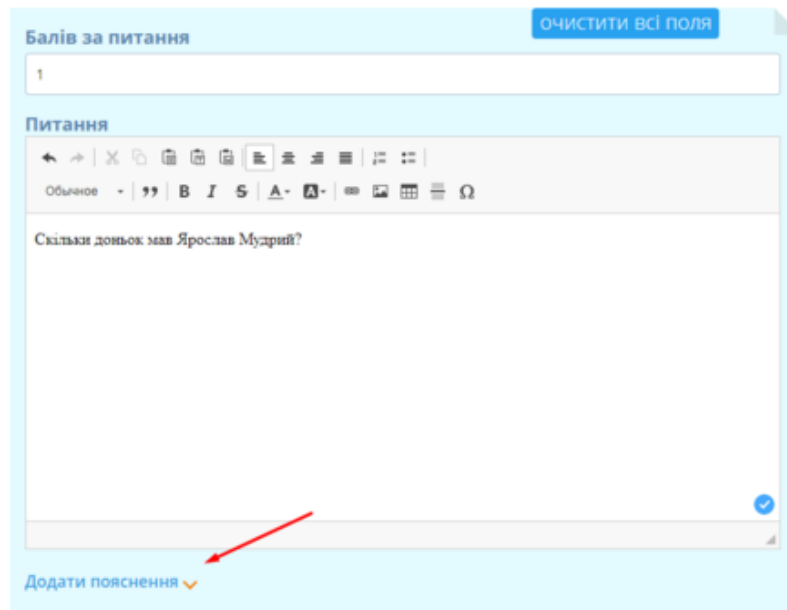 очистити всі поля
Балів за питання
1
Питання
Обычное
Скільки доньок мав Ярослав Мудрий?
Додати пояснення